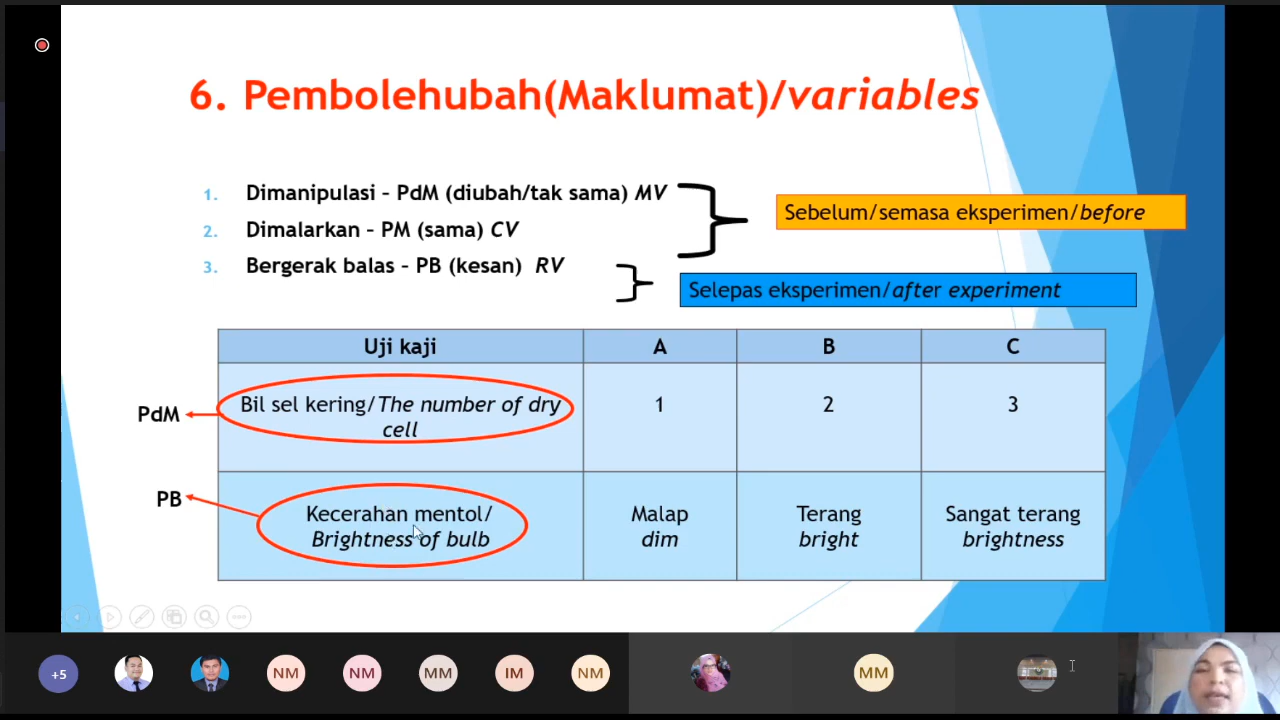 6. Pembolehubah(Maklumat)/variables
1. Dimanipulasi – PdM (diubah/tak sama) MV
2. Dimalarkan – PM (sama) CV
3. Bergerak balas – PB (kesan) RV
Sebelum/semasa eksperimen/before
Selepas eksperimen/after experiment
Uji kaji A B C
PdM
Bil sel kering/The number of dry
cell
1 2 3
PB
Kecerahan mentol/
Brightness of bulb
Malap
dim
Terang
bright
Sangat terang
brightness
+5 NM NM MM IM NM MM